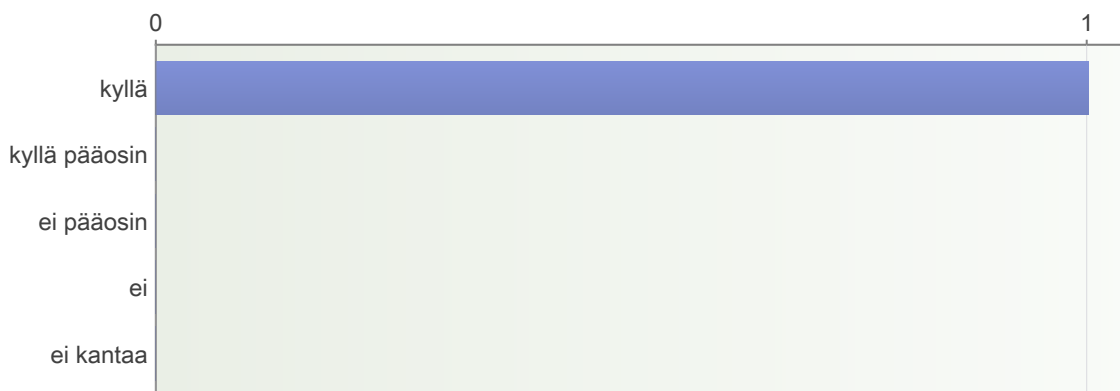 0 1
kyllä
kyllä pääosin
ei pääosin
ei
ei kantaa